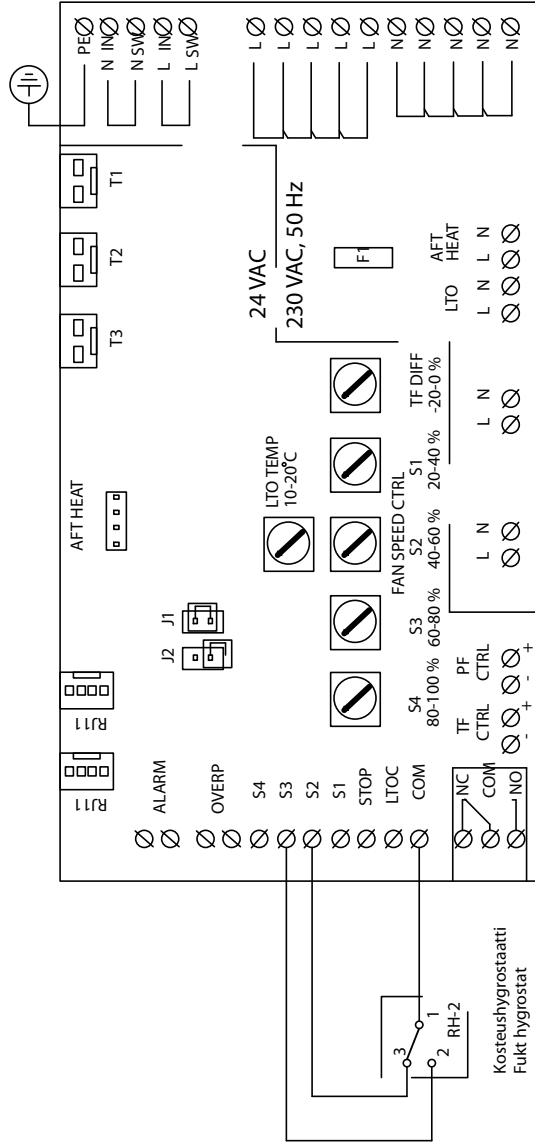 PE
N IN
N SW
L IN
L SW
L
L
L
L
L
N
N
N
N
N
T1
T2
T3
24 VAC
230 VAC, 50 Hz
F1
AFT HEAT
RJ11
RJ11
J1
J2
LTO TEMP
10-20°C
FAN SPEED CTRL
S4
80-100 %
S3
60-80 %
S2
40-60 %
S1
20-40 %
TF DIFF
-20-0 %
ALARM
OVERP
S4
S3
S2
S1
STOP
LTOC
COM
NC
COM
NO
TF
CTRL
- +
PF
CTRL
- +
L N
L N
LTO
L N
AFT
HEAT
L N
3
1
2
RH-2
Kosteushygrostaatti
Fukt hygrostat